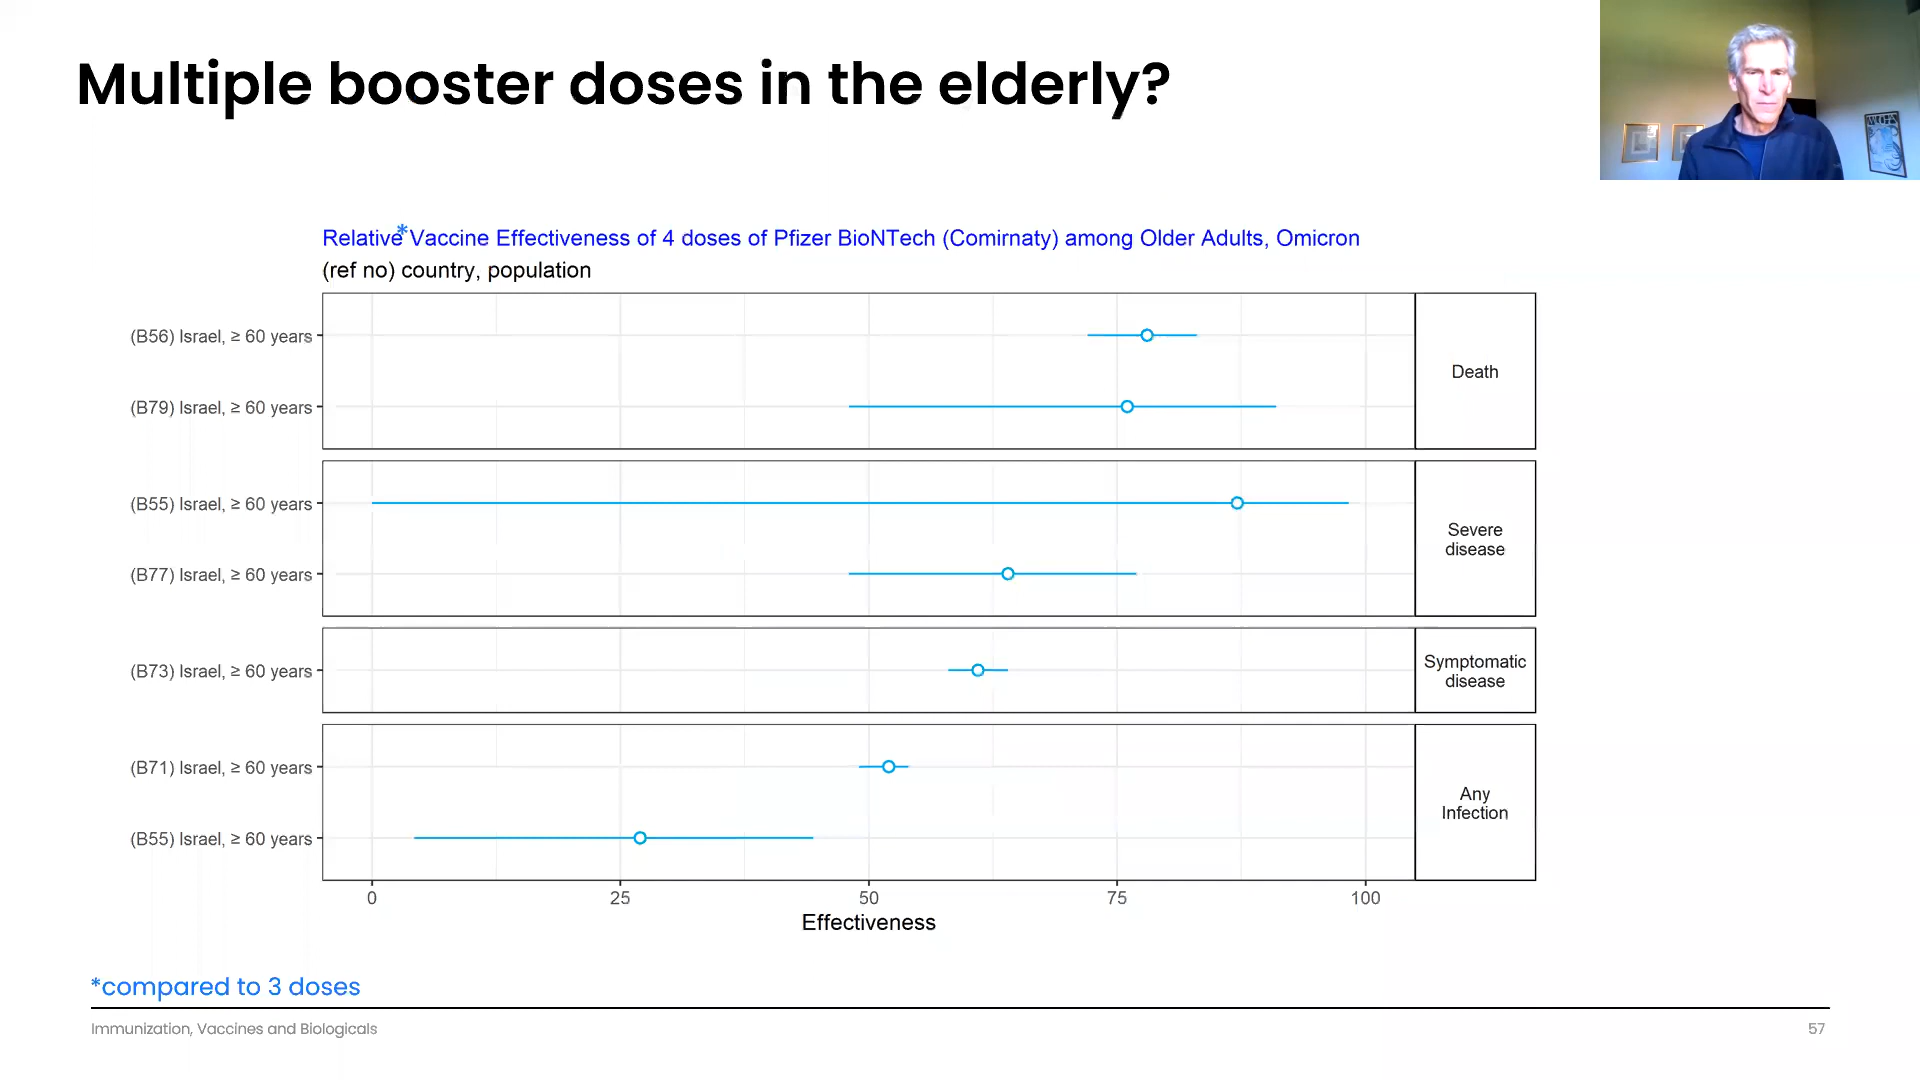 Multiple booster doses in the elderly?
Relative*Vaccine Effectiveness of 4 doses of Pfizer BioNTech (Comirnaty) among Older Adults, Omicron
(ref no) country, population
(B56) Israel, ≥ 60 years
(B79) Israel, ≥ 60 years
Death
(B55) Israel, ≥ 60 years
(B77) Israel, ≥ 60 years
Severe
disease
(B73) Israel, ≥ 60 years
Symptomatic
disease
(B71) Israel, ≥ 60 years
(B55) Israel, ≥ 60 years
Any
Infection
0 25 50 75 100
Effectiveness
*compared to 3 doses
Immunization, Vaccines and Biologicals 57